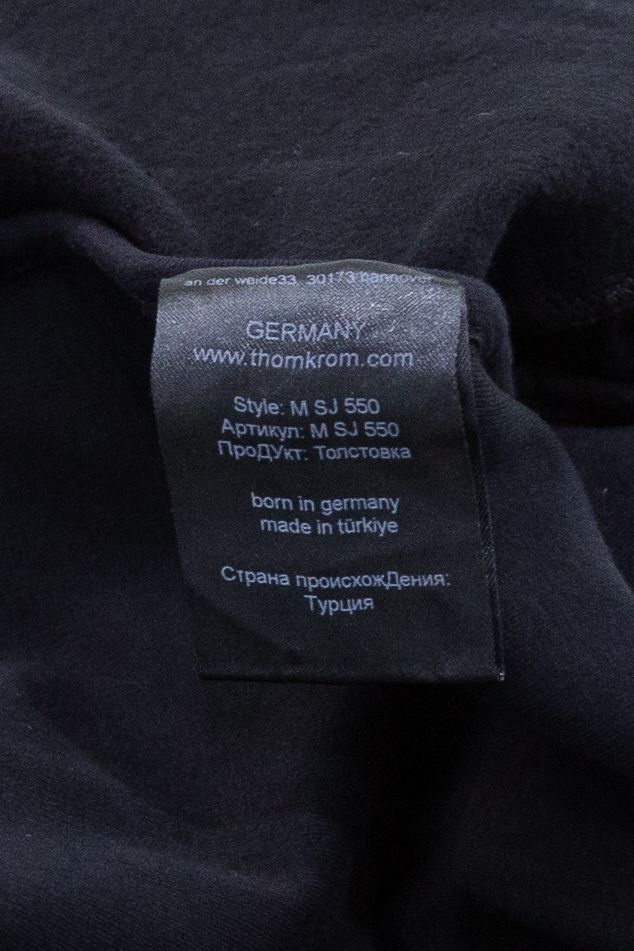 an der weide33, 30173 hannover
GERMANY
www.thomkrom.com
Style: M SJ 550
Артикул: M SJ 550
ПроДУкт: Толстовка
born in germany
made in türkiye
Страна происхожДения:
Турция